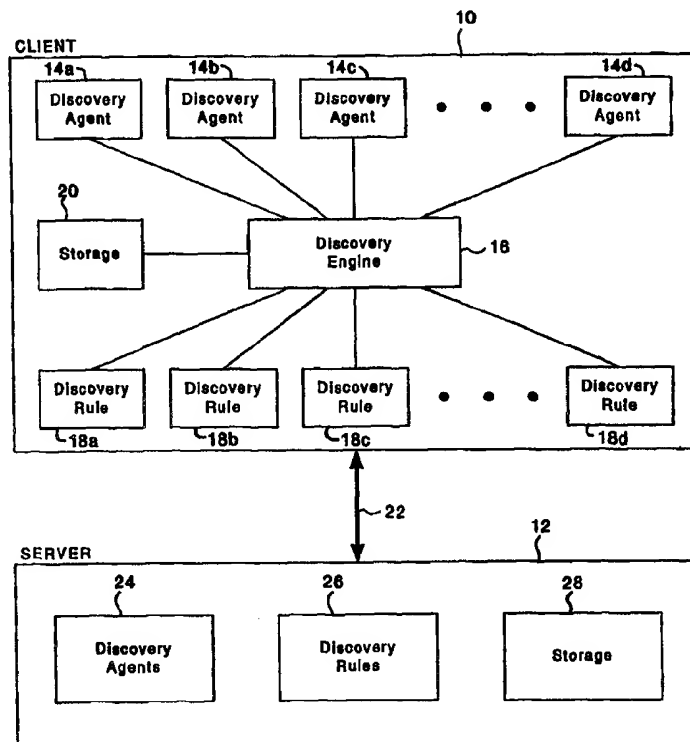 CLIENT
10
14a
14b
14c
14d
Discovery
Agent
Discovery
Agent
Discovery
Agent
Discovery
Agent
20
Storage
Discovery
Engine
16
Discovery
Rule
Discovery
Rule
Discovery
Rule
Discovery
Rule
18a
18b
18c
18d
22
SERVER
12
24
26
28
Discovery
Agents
Discovery
Rules
Storage